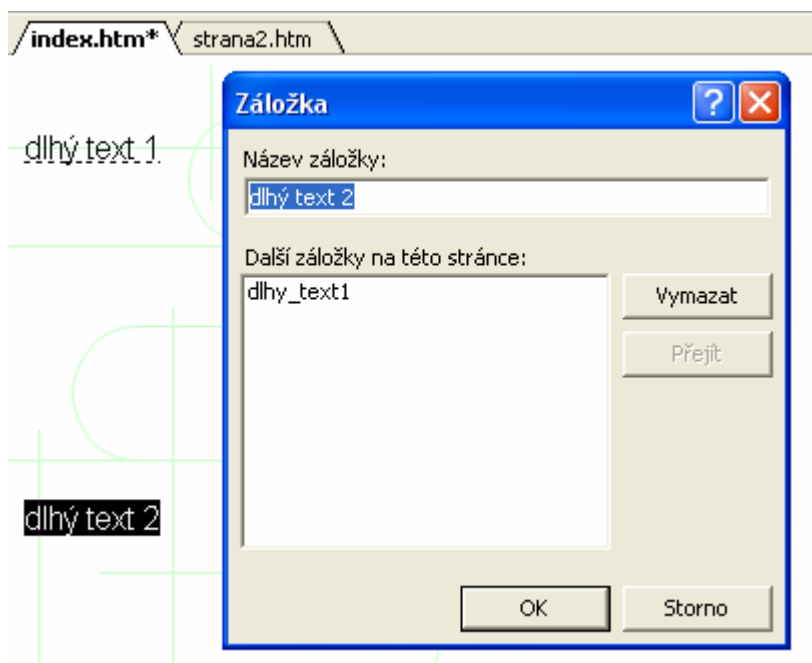 index.htm* strana2.htm
Záložka
dlhý text 1
Název záložky:
dlhý text 2
Další záložky na této stránce:
dlhy_text1
Vymazat
Přejít
dlhý text 2
OK Storno